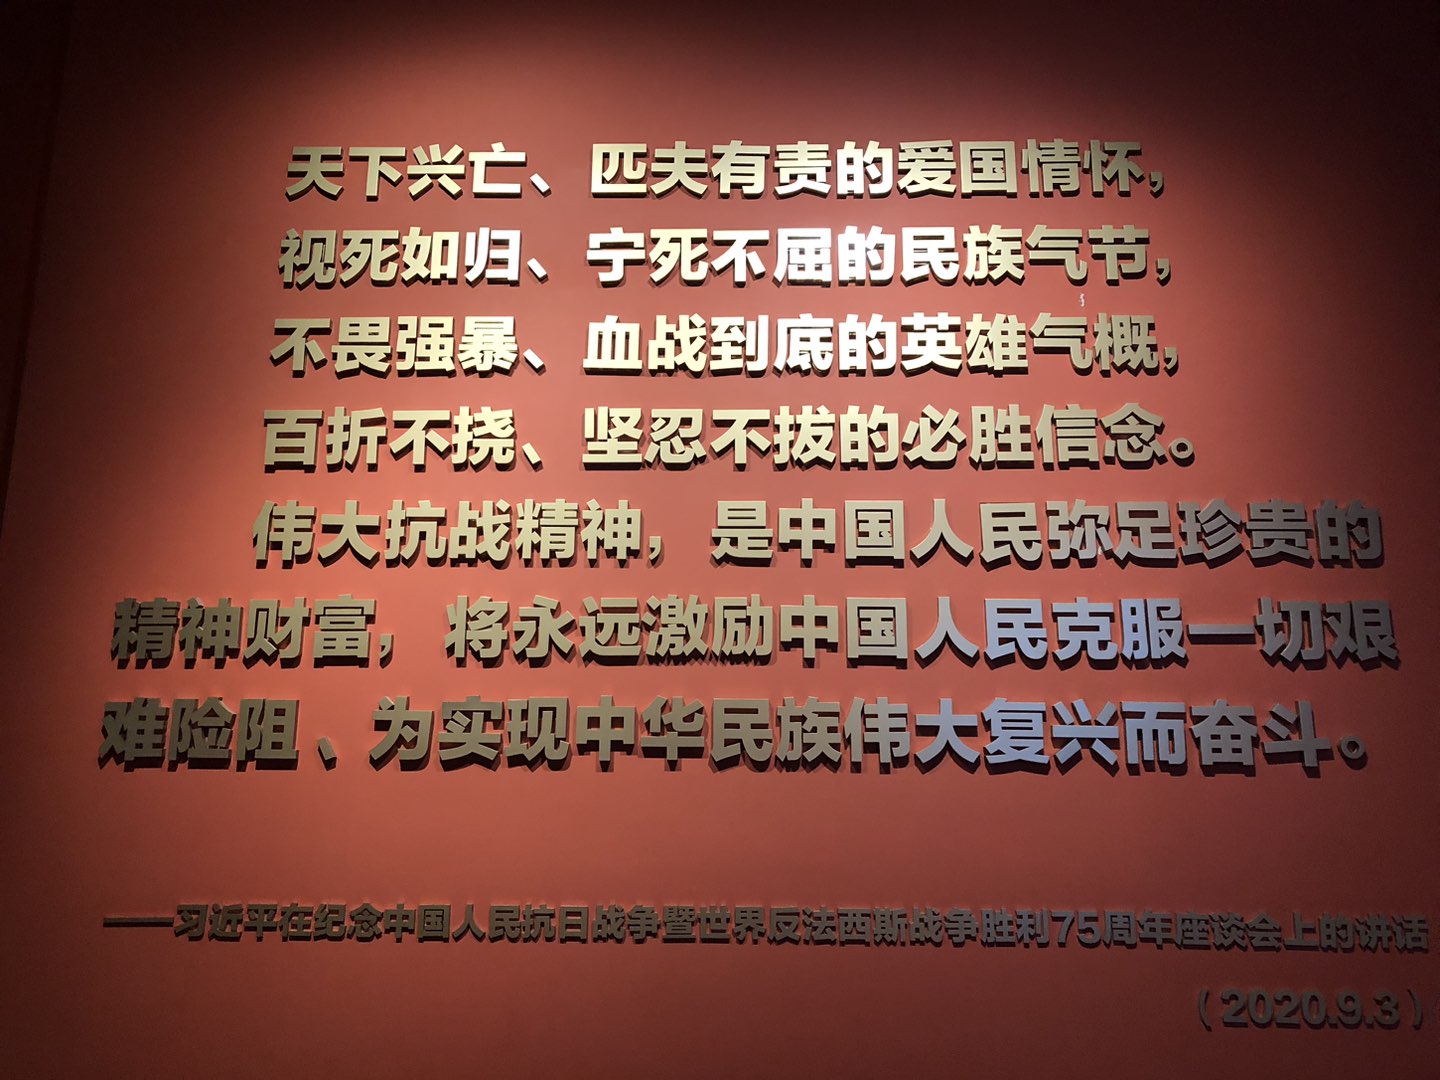 天下兴亡、匹夫有责的爱国情怀，
视死如归、宁死不屈的民族气节，
不畏强暴、血战到底的英雄气概，
百折不挠、坚忍不拔的必胜信念。
伟大抗战精神，是中国人民弥足珍贵的
精神财富，将永远激励中国人民克服一切艰
难险阻、为实现中华民族伟大复兴而奋斗。
——习近平在纪念中国人民抗日战争暨世界反法西斯战争胜利75周年座谈会上的讲话
（2020.9.3）